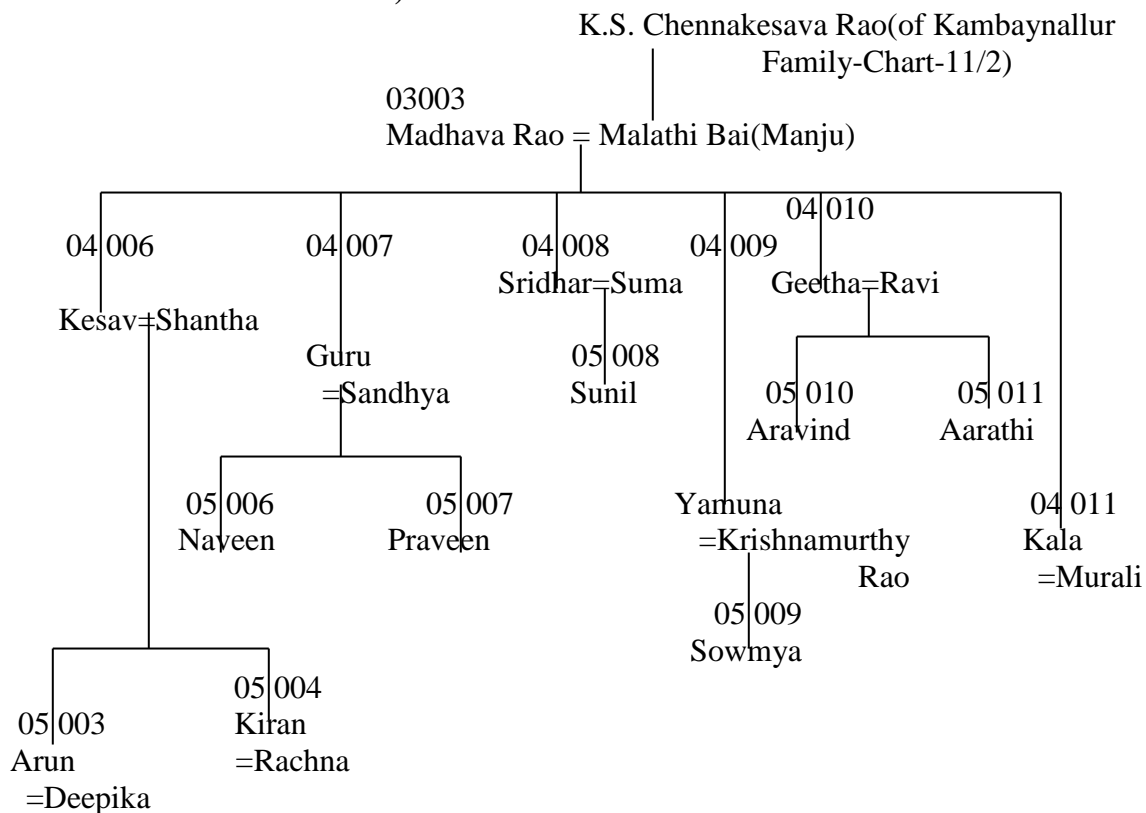 )
K.S. Chennakesava Rao(of Kambaynallur
Family-Chart-11/2)
03003
Madhava Rao = Malathi Bai(Manju)
04 010
04 006 04 007 04 008 04 009
Sridhar=Suma Geetha=Ravi
Kesav=Shantha
Guru 05 008
=Sandhya Sunil 05 010 05 011
Aravind Aarathi
05 006 05 007 Yamuna 04 011
Naveen Praveen =Krishnamurthy Kala
Rao =Murali
05 009
Sowmya
05 004
05 003 Kiran
Arun =Rachna
=Deepika